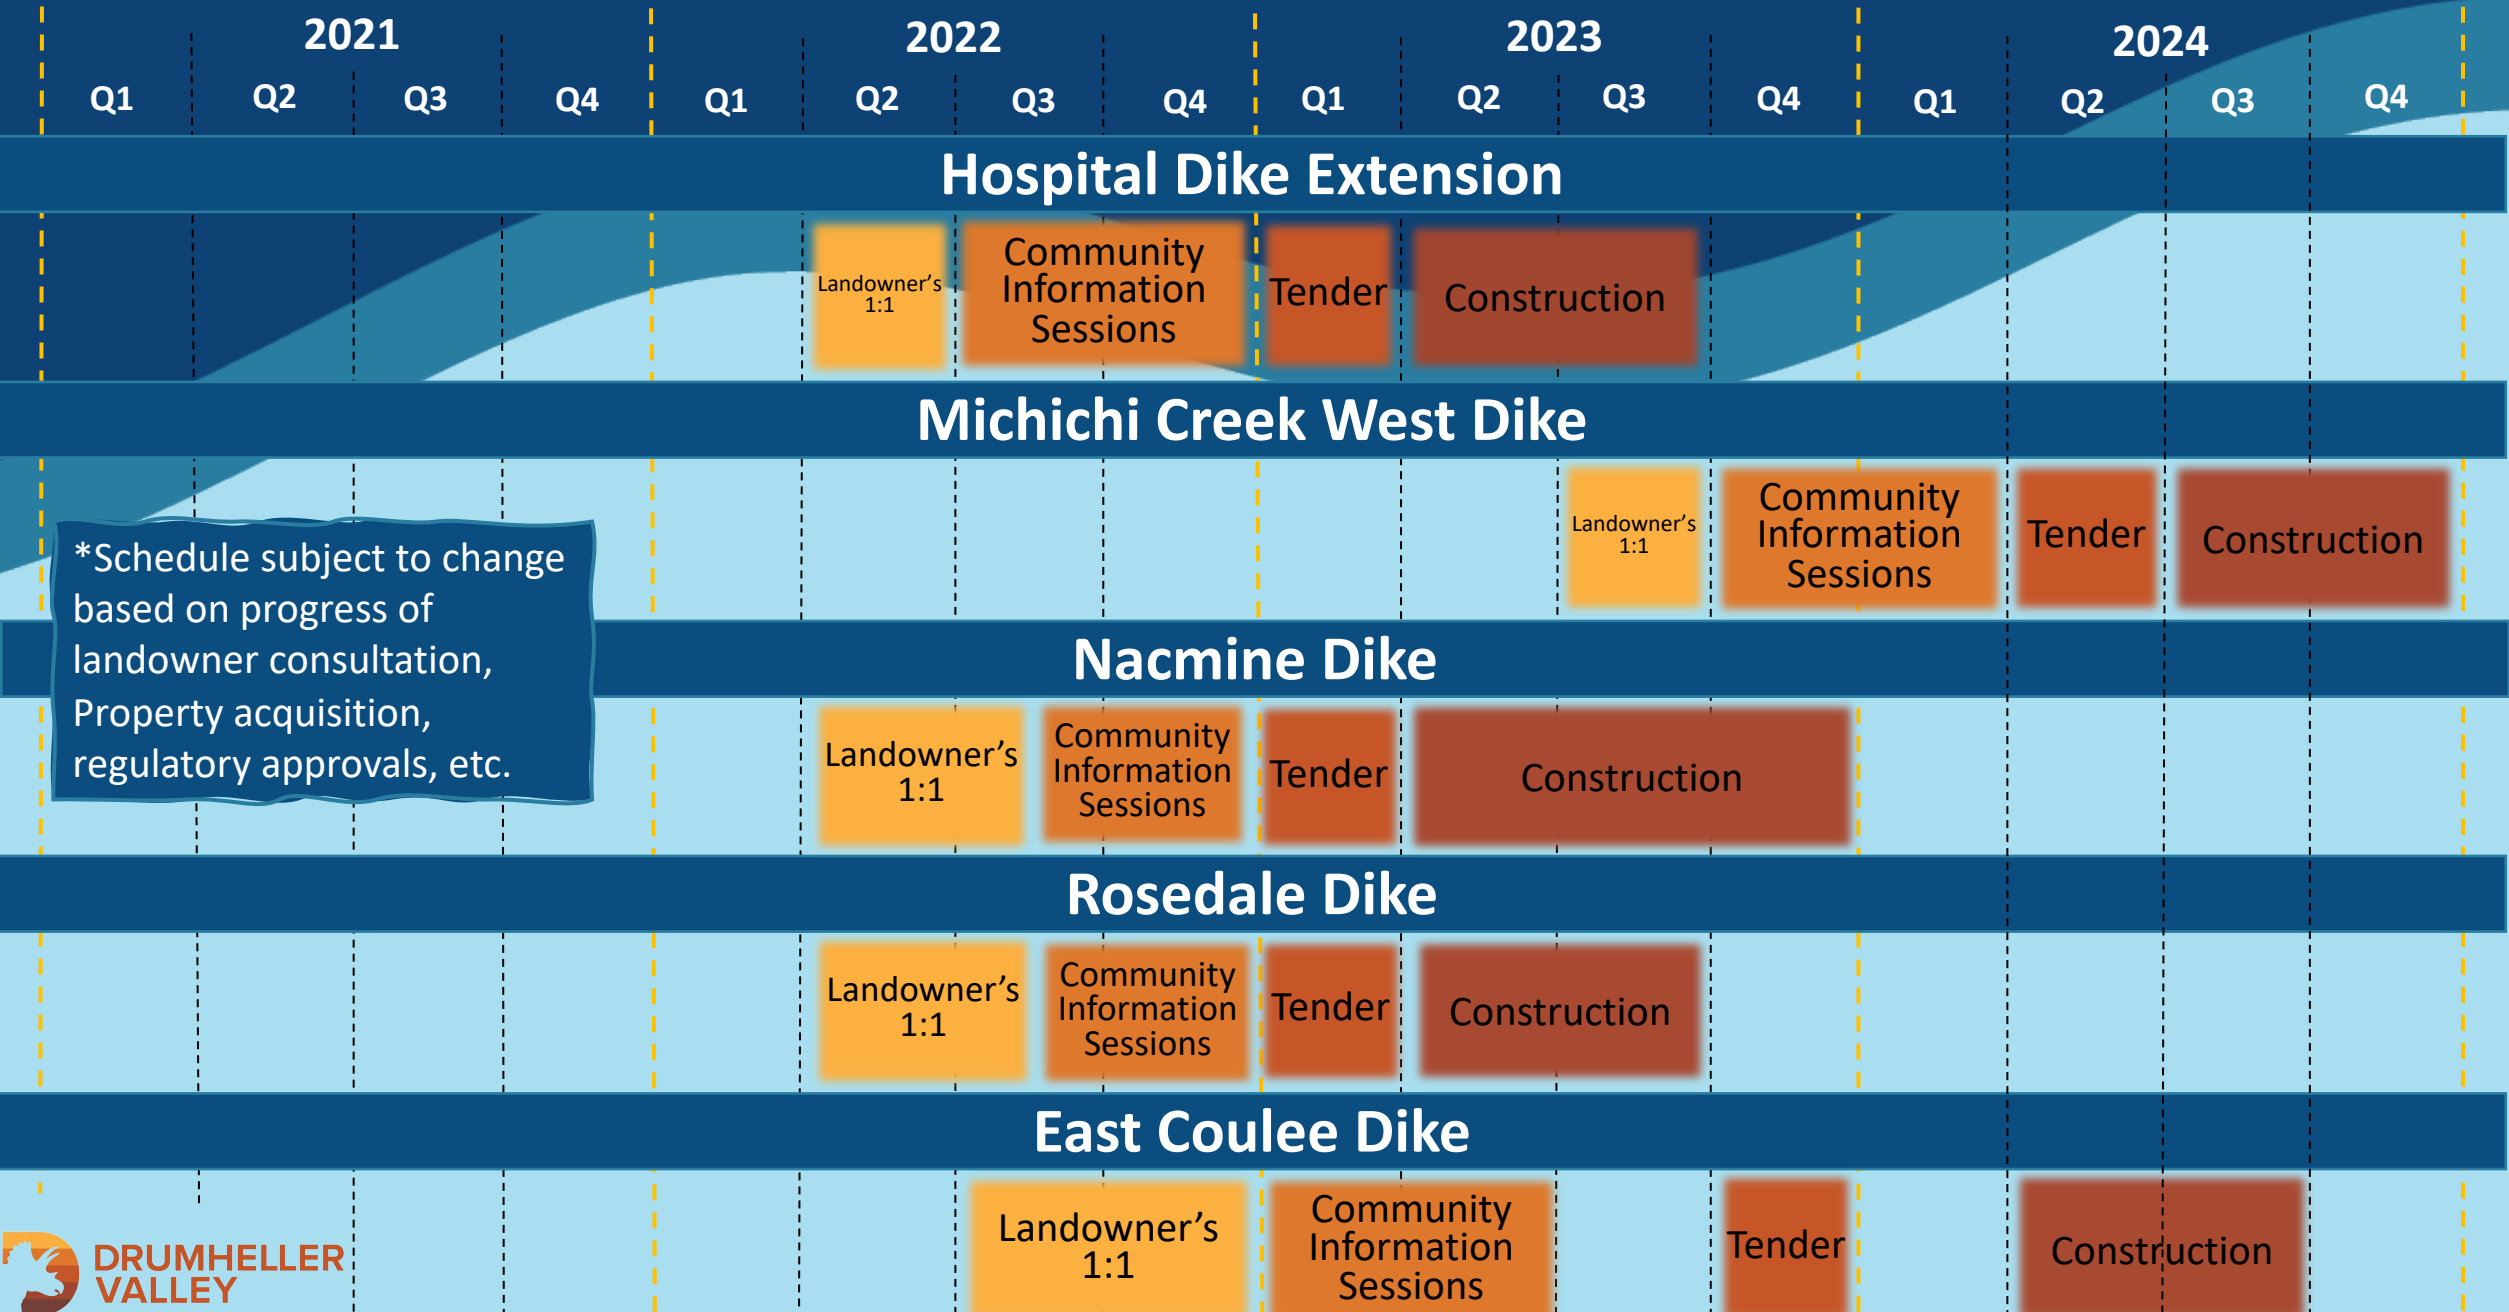 2021
2022
2023
2024
Q1 Q2 Q3 Q4 Q1 Q2 Q3 Q4 Q1 Q2 Q3 Q4 Q1 Q2 Q3 Q4
Hospital Dike Extension
Landowner's
1:1
Community
Information
Sessions
Tender
Construction
Michichi Creek West Dike
Landowner's
1:1
Community
Information
Sessions
Tender
Construction
*Schedule subject to change
based on progress of
landowner consultation,
Property acquisition,
regulatory approvals, etc.
Nacmine Dike
Landowner's
1:1
Community
Information
Sessions
Tender
Construction
Rosedale Dike
Landowner's
1:1
Community
Information
Sessions
Tender
Construction
East Coulee Dike
Landowner's
1:1
Community
Information
Sessions
Tender
Construction
DRUMHELLER
VALLEY